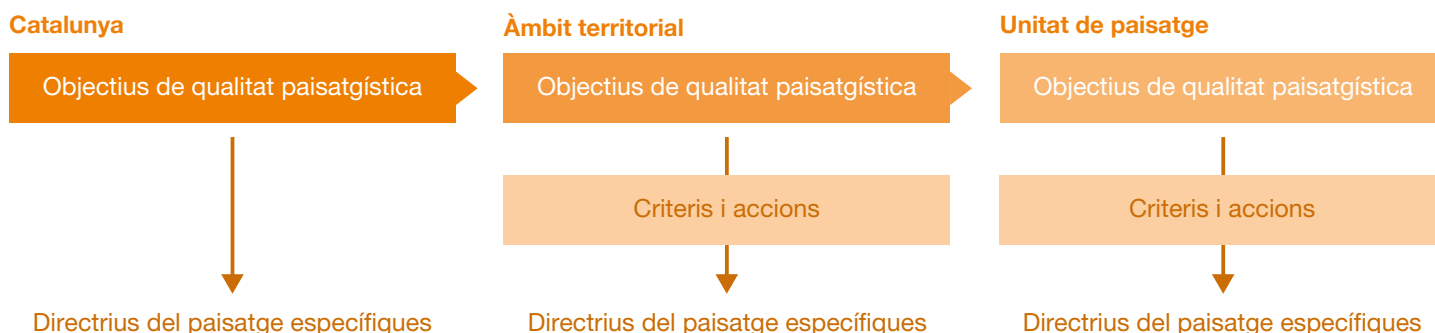 Catalunya
Objectius de qualitat paisatgística
Directrius del paisatge específiques
Àmbit territorial
Objectius de qualitat paisatgística
Criteris i accions
Directrius del paisatge específiques
Unitat de paisatge
Objectius de qualitat paisatgística
Criteris i accions
Directrius del paisatge específiques